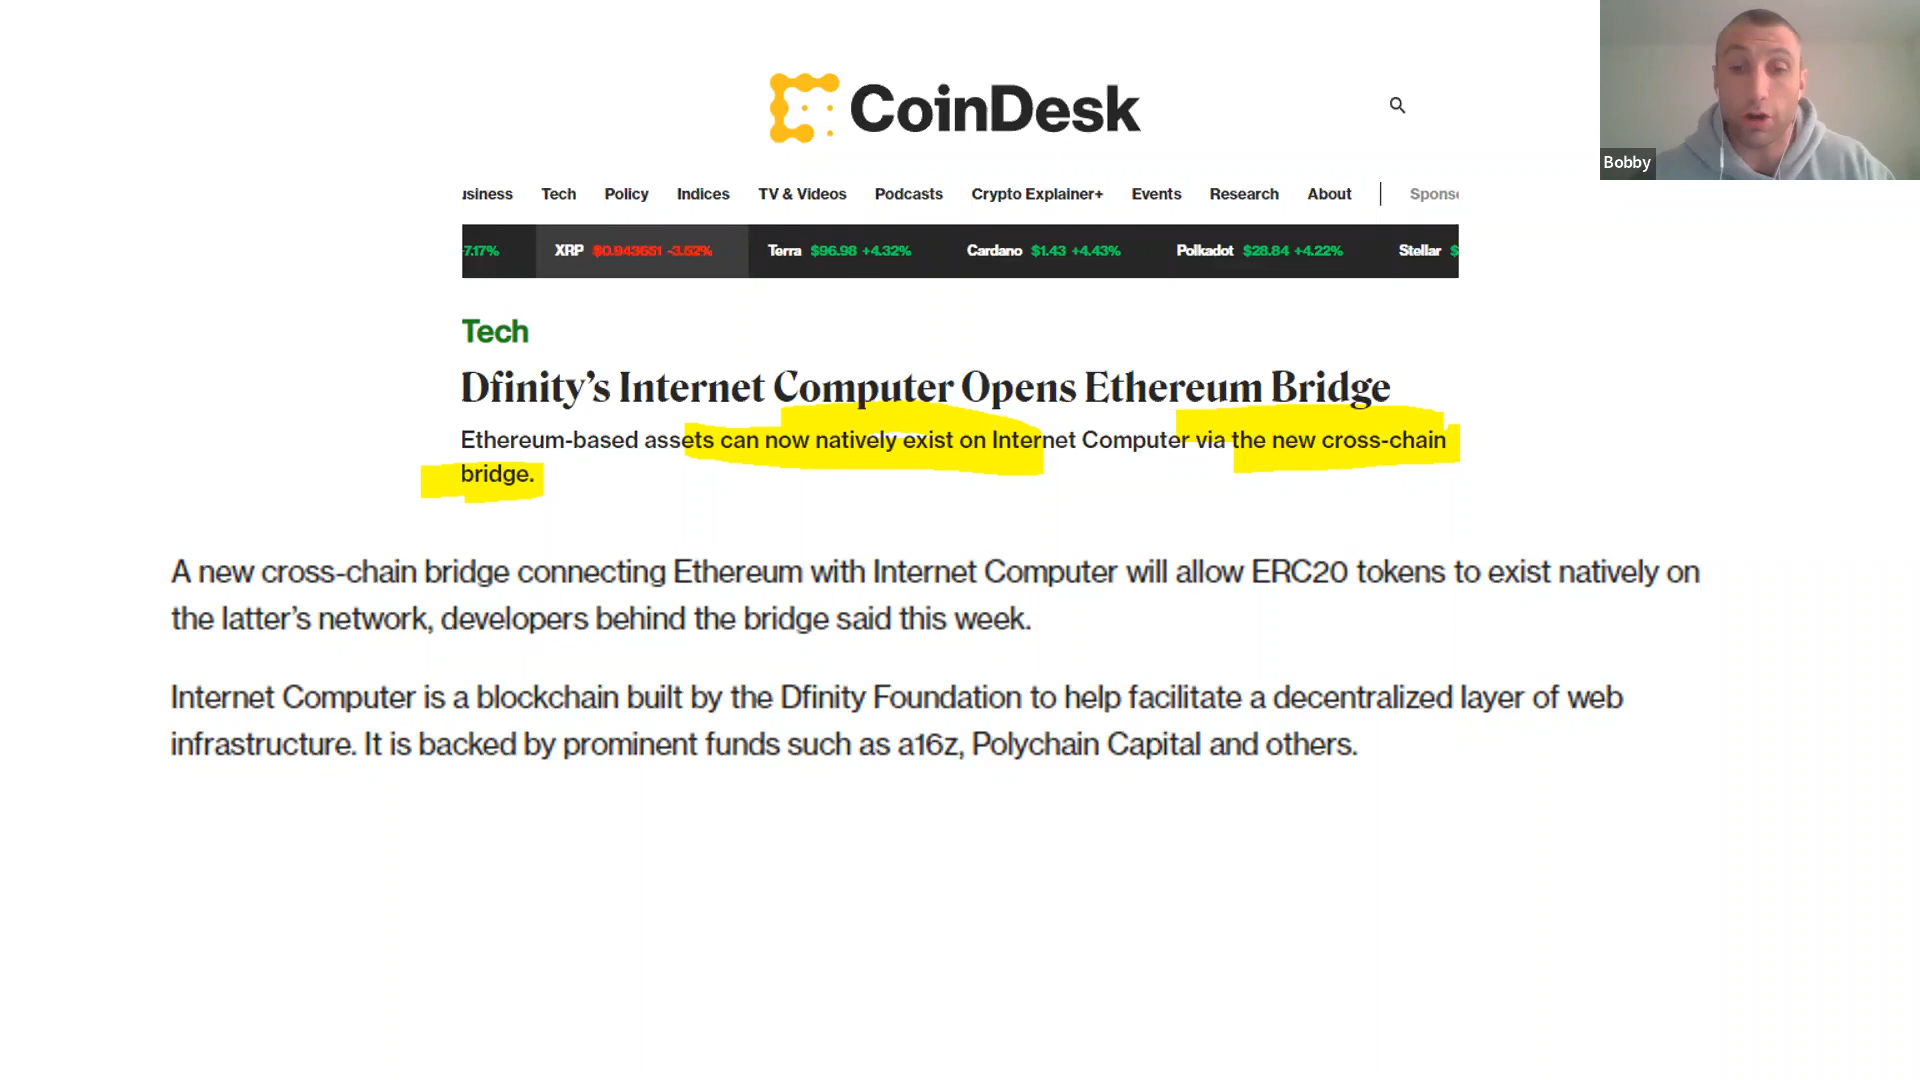 CoinDesk
Bobby
usiness Tech Policy Indices TV & Videos Podcasts Crypto Explainer+ Events Research About
7.17% XRP $0.943651 -3.52% Terra $96.98 +4.32% Cardano $1.43 +4.43% Polkadot $28.84 +4.22% Stellar $
Tech
Dfinity’s Internet Computer Opens Ethereum Bridge
Ethereum-based assets can now natively exist on Internet Computer via the new cross-chain
bridge.
A new cross-chain bridge connecting Ethereum with Internet Computer will allow ERC20 tokens to exist natively on
the latter’s network, developers behind the bridge said this week.
Internet Computer is a blockchain built by the Dfinity Foundation to help facilitate a decentralized layer of web
infrastructure. It is backed by prominent funds such as a16z, Polychain Capital and others.